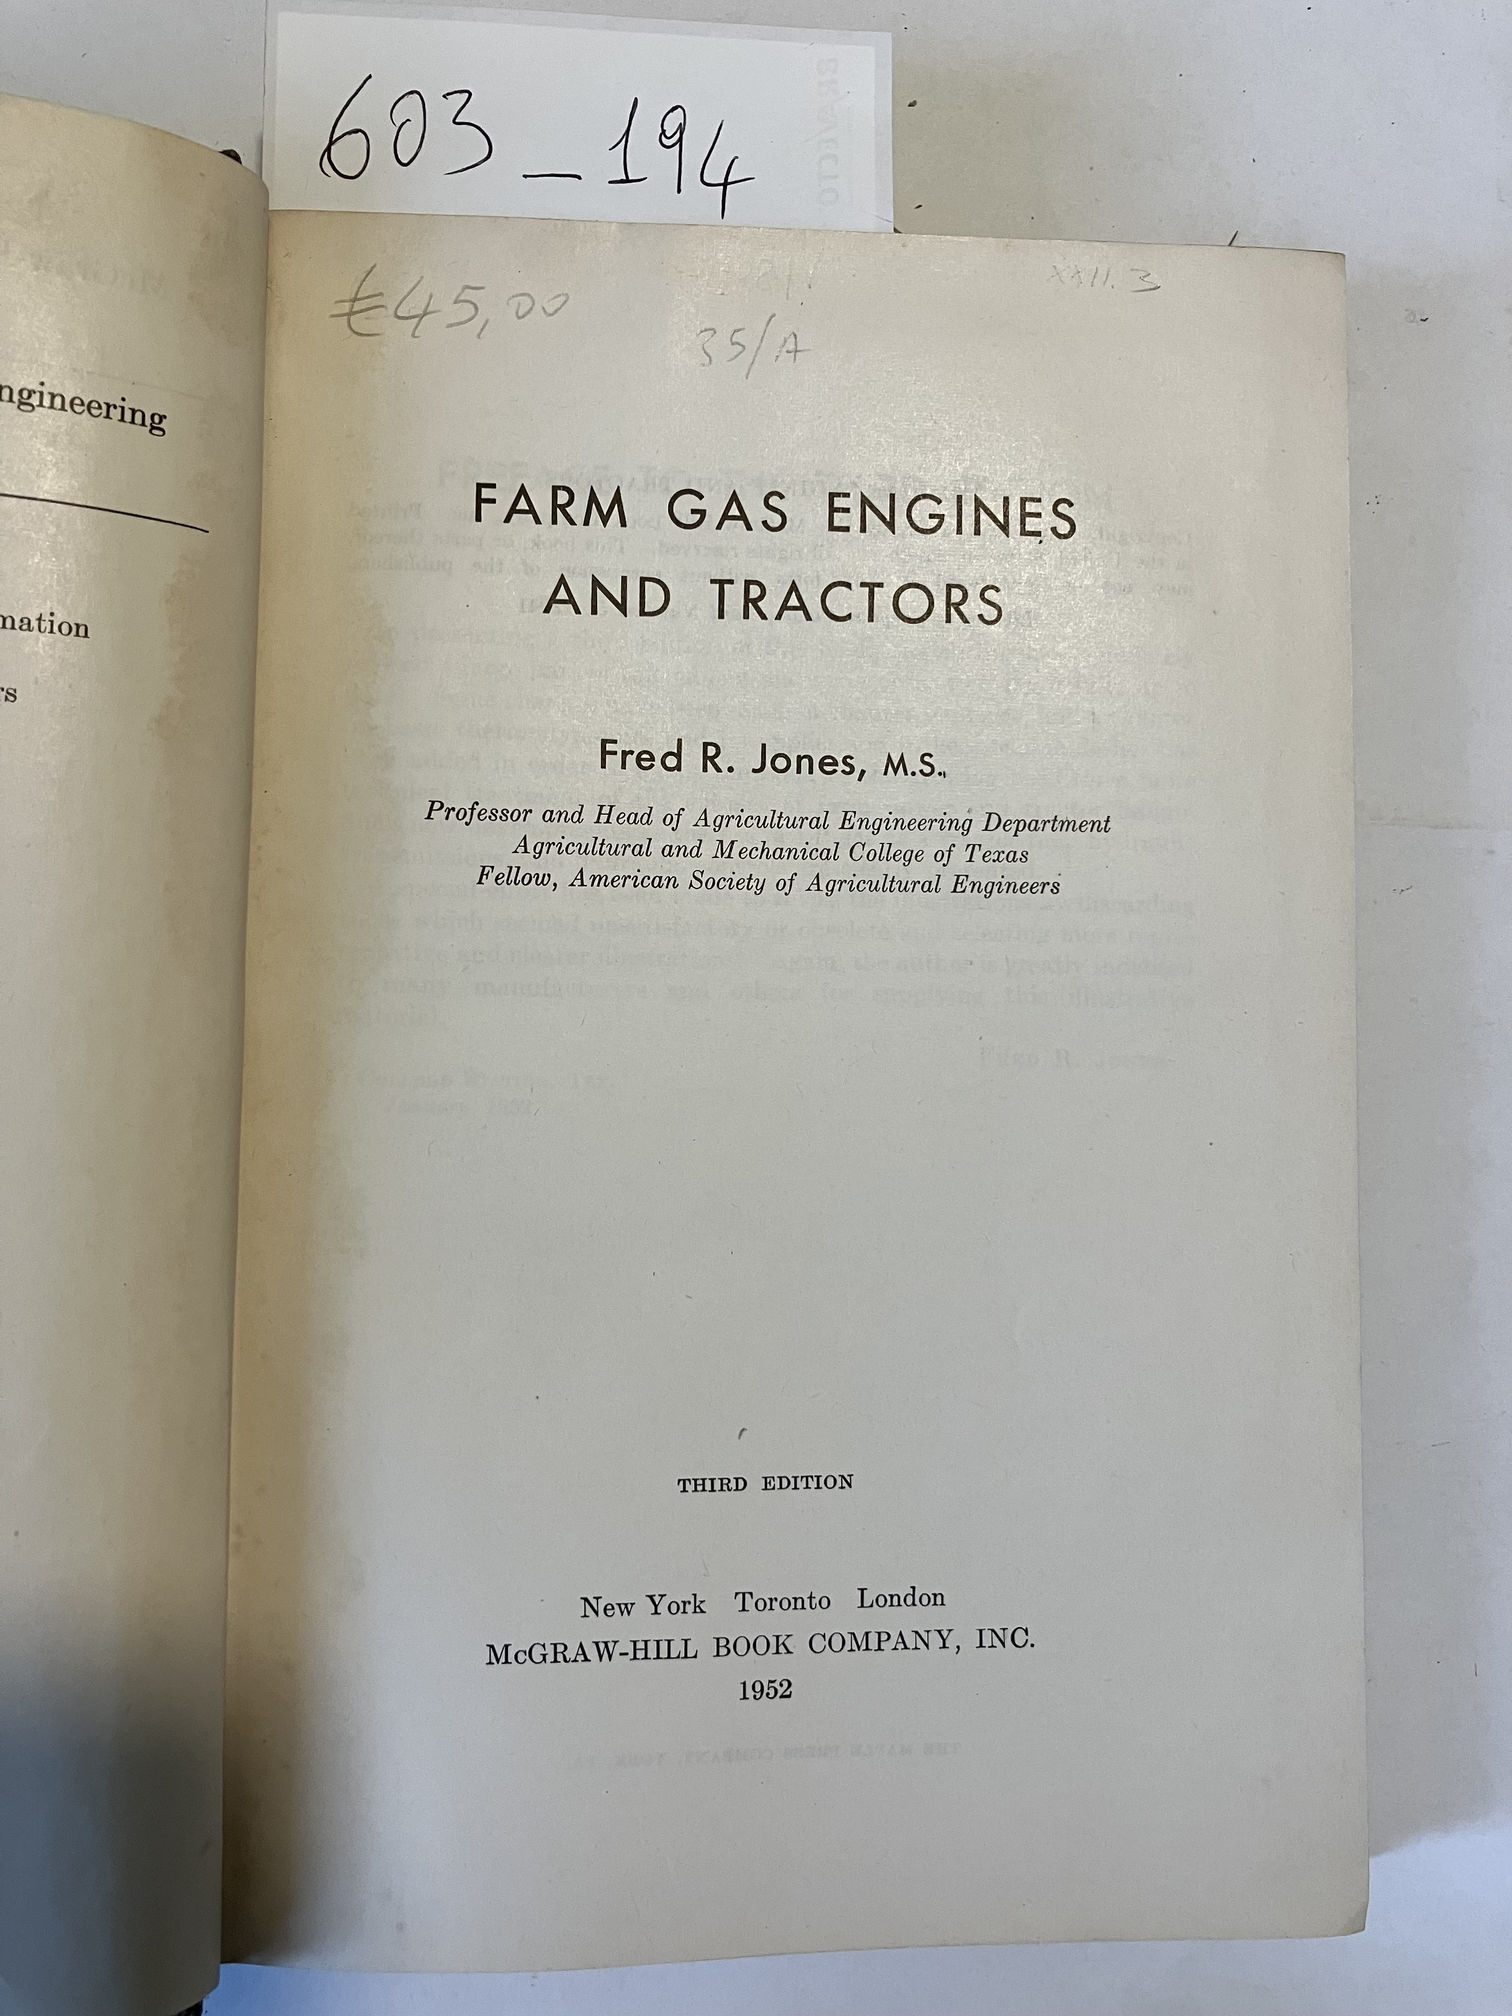 603_194
€45,00
XXII.3
35/A
ngineering
mation
rs
FARM GAS ENGINES
AND TRACTORS
Fred R. Jones, M.S.,
Professor and Head of Agricultural Engineering Department
Agricultural and Mechanical College of Texas
Fellow, American Society of Agricultural Engineers
THIRD EDITION
New York Toronto London
McGRAW-HILL BOOK COMPANY, INC.
1952